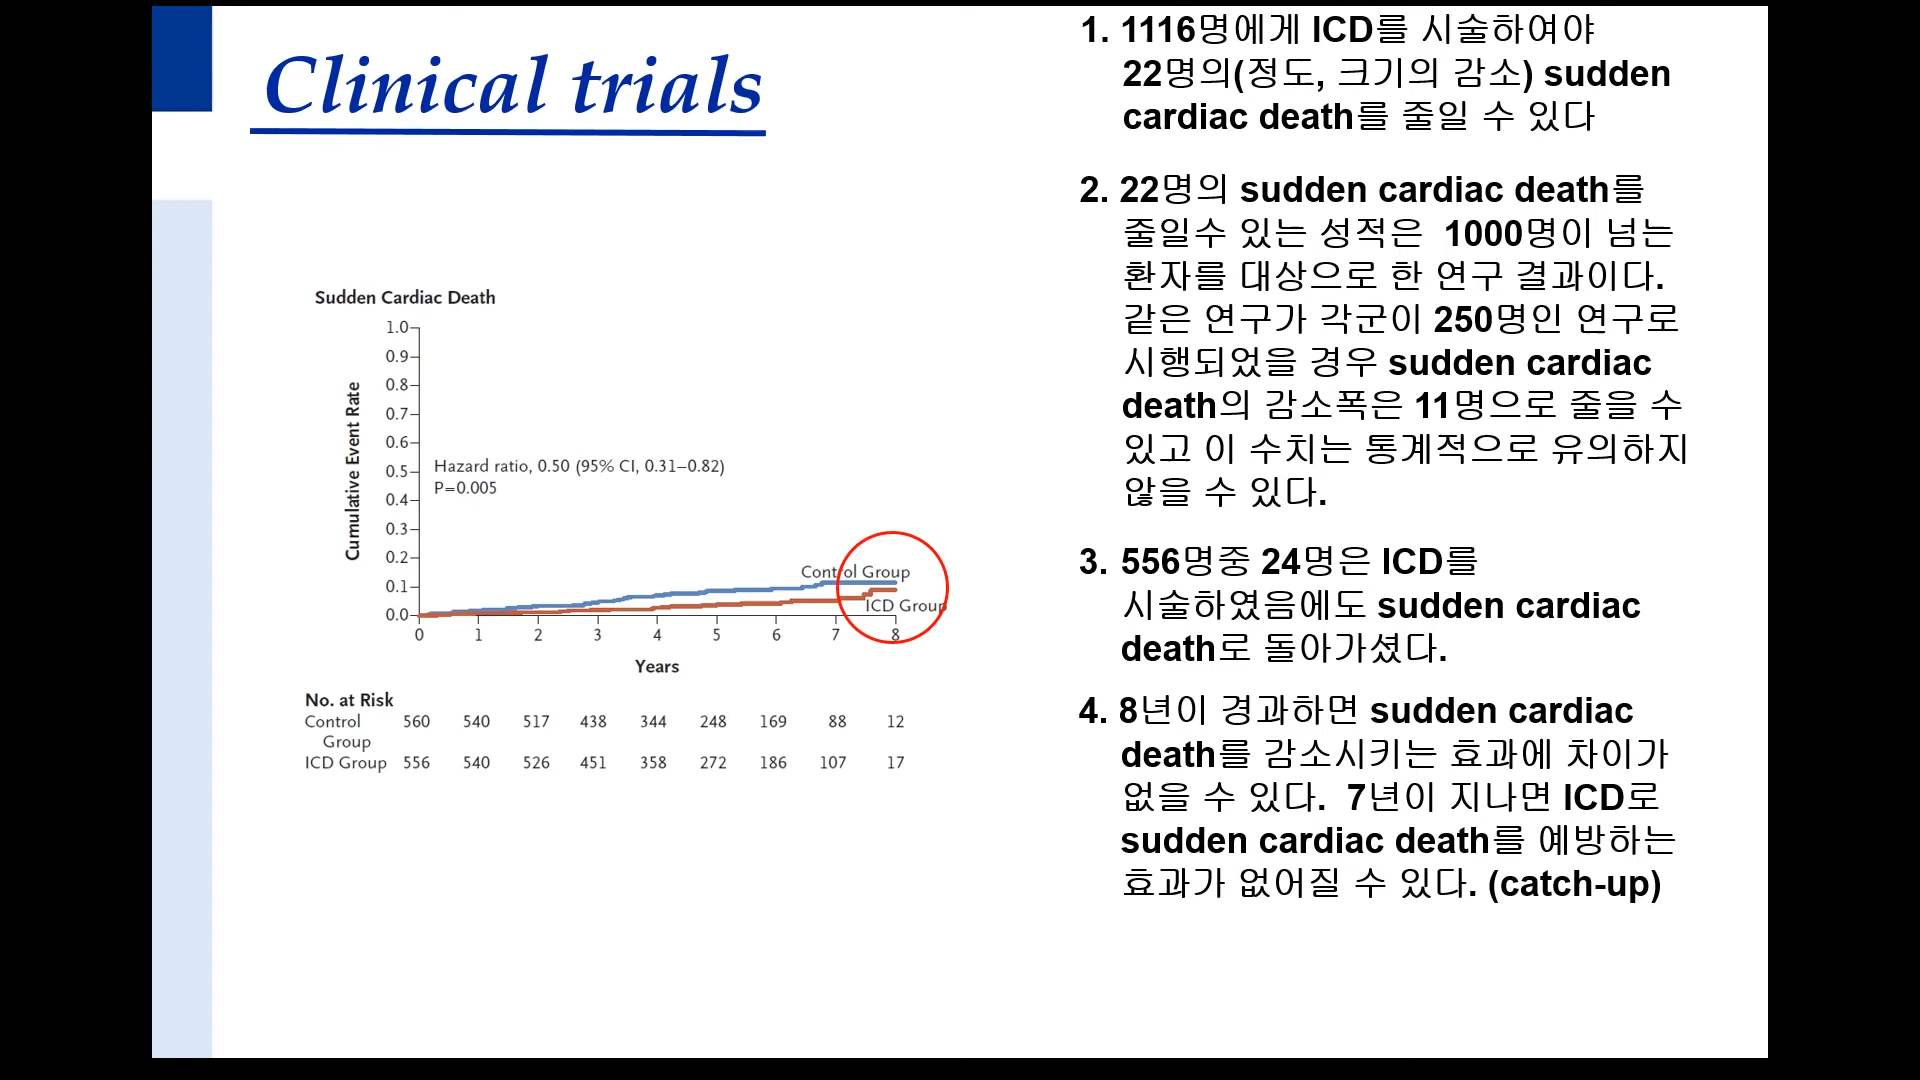 Clinical trials
Sudden Cardiac Death
1.0
0.9
0.8
0.7
0.6
0.5
0.4
0.3
0.2
0.1
0.0
Cumulative Event Rate
Hazard ratio, 0.50 (95% CI, 0.31–0.82)
P=0.005
Control Group
ICD Group
0 1 2 3 4 5 6 7 8
Years
No. at Risk
Control Group 560 540 517 438 344 248 169 88 12
ICD Group 556 540 526 451 358 272 186 107 17
1. 1116명에게 ICD를 시술하여야
22명의(정도, 크기의 감소) sudden
cardiac death를 줄일 수 있다
2. 22명의 sudden cardiac death를
줄일수 있는 성적은 1000명이 넘는
환자를 대상으로 한 연구 결과이다.
같은 연구가 각군이 250명인 연구로
시행되었을 경우 sudden cardiac
death의 감소폭은 11명으로 줄을 수
있고 이 수치는 통계적으로 유의하지
않을 수 있다.
3. 556명중 24명은 ICD를
시술하였음에도 sudden cardiac
death로 돌아가셨다.
4. 8년이 경과하면 sudden cardiac
death를 감소시키는 효과에 차이가
없을 수 있다. 7년이 지나면 ICD로
sudden cardiac death를 예방하는
효과가 없어질 수 있다. (catch-up)